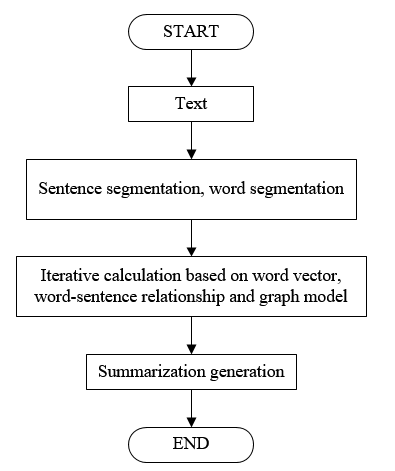 START
Text
Sentence segmentation, word segmentation
Iterative calculation based on word vector,
word-sentence relationship and graph model
Summarization generation
END